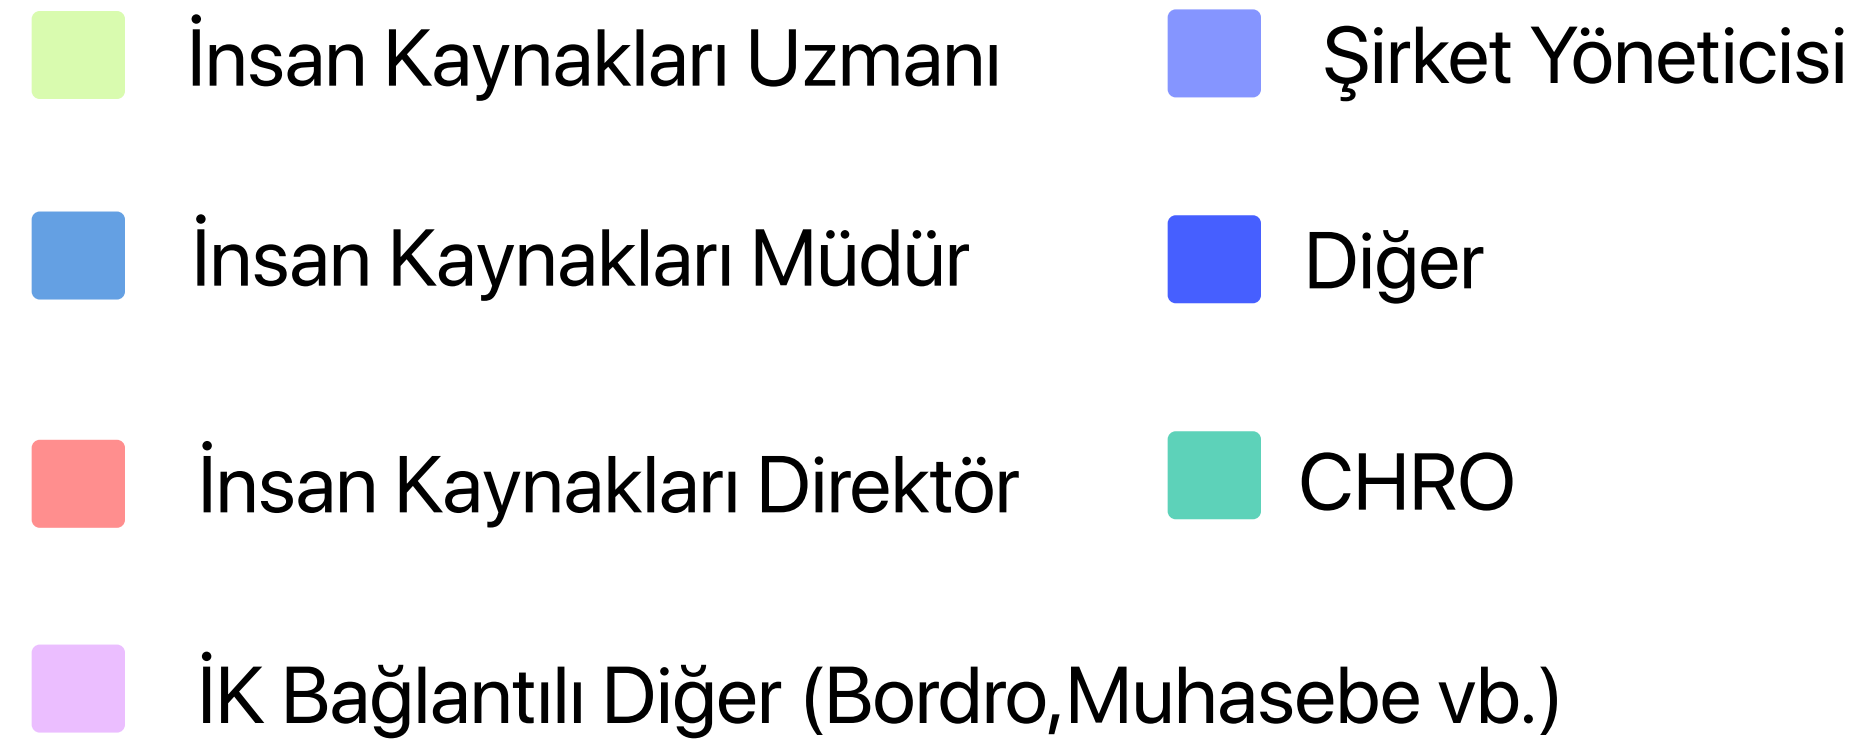 İnsan Kaynakları Uzmanı
Şirket Yöneticisi
İnsan Kaynakları Müdür
Diğer
İnsan Kaynakları Direktör
CHRO
İK Bağlantılı Diğer (Bordro,Muhasebe vb.)